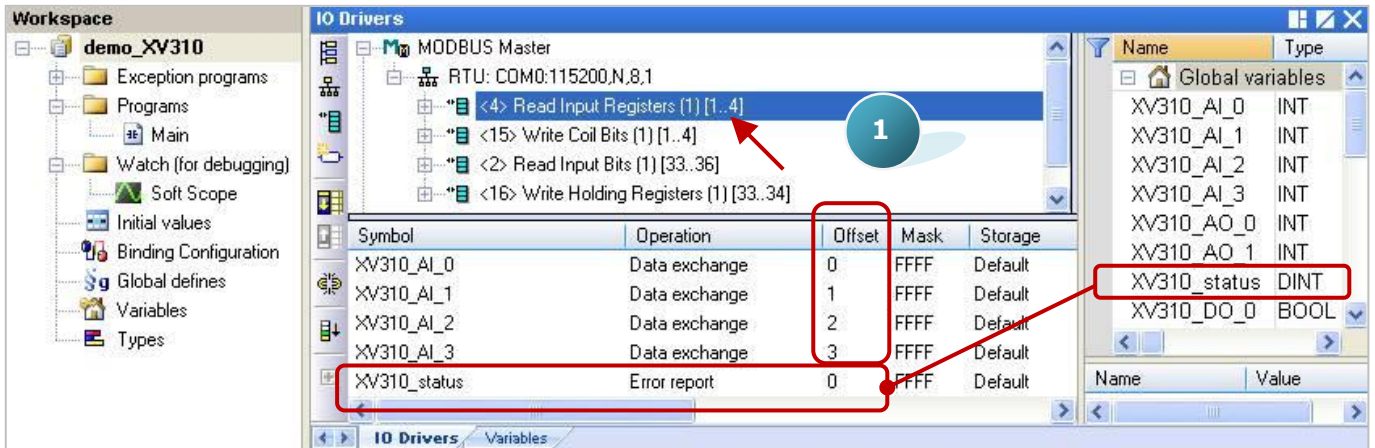 Workspace
demo_XV310
Exception programs
Programs
Main
Watch (for debugging)
Soft Scope
Initial values
Binding Configuration
Global defines
Variables
Types
IO Drivers
MODBUS Master
RTU: COM0:115200,N,8,1
<4> Read Input Registers (1) [1..4]
<15> Write Coil Bits (1) [1..4]
<2> Read Input Bits (1) [33..36]
<16> Write Holding Registers (1) [33..34]
1
Symbol Operation Offset Mask Storage
XV310_AI_0 Data exchange 0 FFFF Default
XV310_AI_1 Data exchange 1 FFFF Default
XV310_AI_2 Data exchange 2 FFFF Default
XV310_AI_3 Data exchange 3 FFFF Default
XV310_status Error report 0 FFFF Default
IO Drivers Variables
Name Type
Global variables
XV310_AI_0 INT
XV310_AI_1 INT
XV310_AI_2 INT
XV310_AI_3 INT
XV310_AO_0 INT
XV310_AO_1 INT
XV310_status DINT
XV310_DO_0 BOOL
Name Value